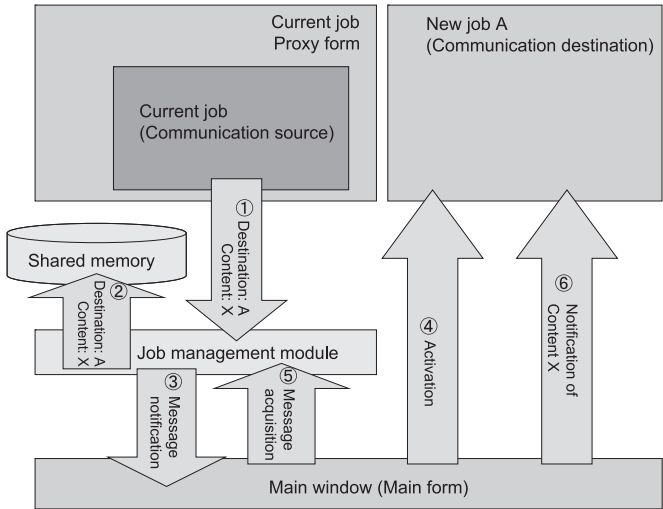 Current job
Proxy form
New job A
(Communication destination)
Current job
(Communication source)
① Destination: A
Content: X
Shared memory
② Destination: A
Content: X
Job management module
③ Message
notification
⑤ Message
acquisition
④ Activation
⑥ Notification of
Content X
Main window (Main form)